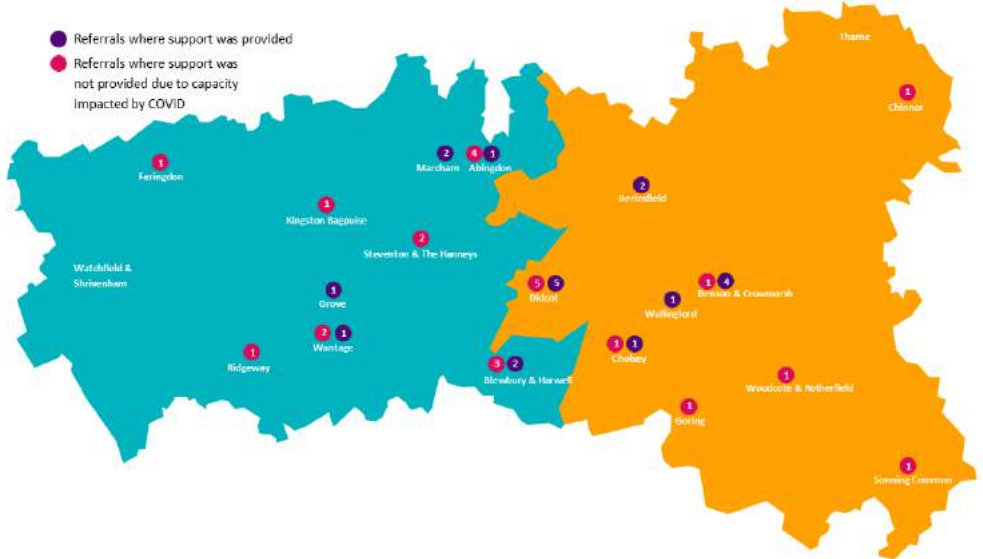 Referrals where support was provided
Referrals where support was
not provided due to capacity
impacted by COVID
Thame
1
Chinnor
2
Marcham
4 1
Abingdon
1
Faringdon
2
Berinsfield
1
Kingston Bagpuise
2
Steventon & The Hanneys
Watchfield &
Shrivenham
5 5
Didcot
1 4
Benson & Crowmarsh
1
Grove
1
Wallingford
2 1
Wantage
1 1
Cholsey
1
Ridgeway
3 2
Blewbury & Harwell
1
Woodcote & Rotherfield
1
Goring
1
Sonning Common